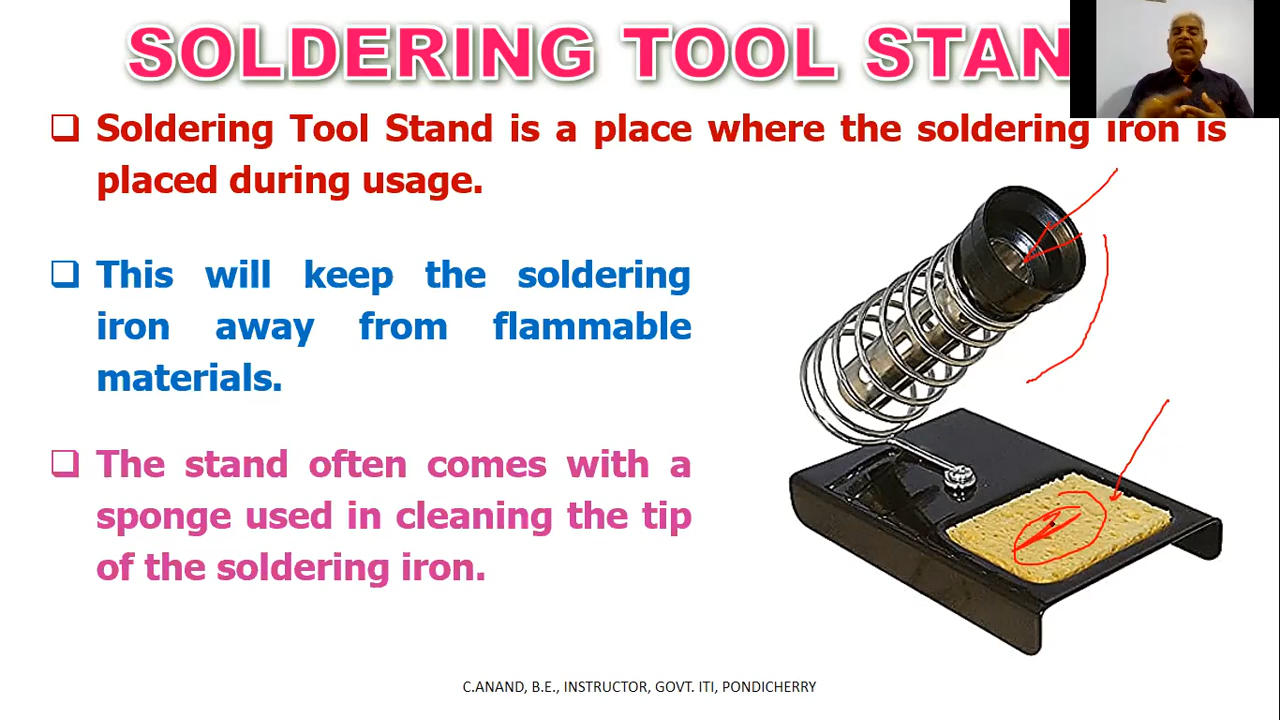 SOLDERING TOOL STAN
❑ Soldering Tool Stand is a place where the soldering iron is
placed during usage.
❑ This will keep the soldering
iron away from flammable
materials.
❑ The stand often comes with a
sponge used in cleaning the tip
of the soldering iron.
C.ANAND, B.E., INSTRUCTOR, GOVT. ITI, PONDICHERRY